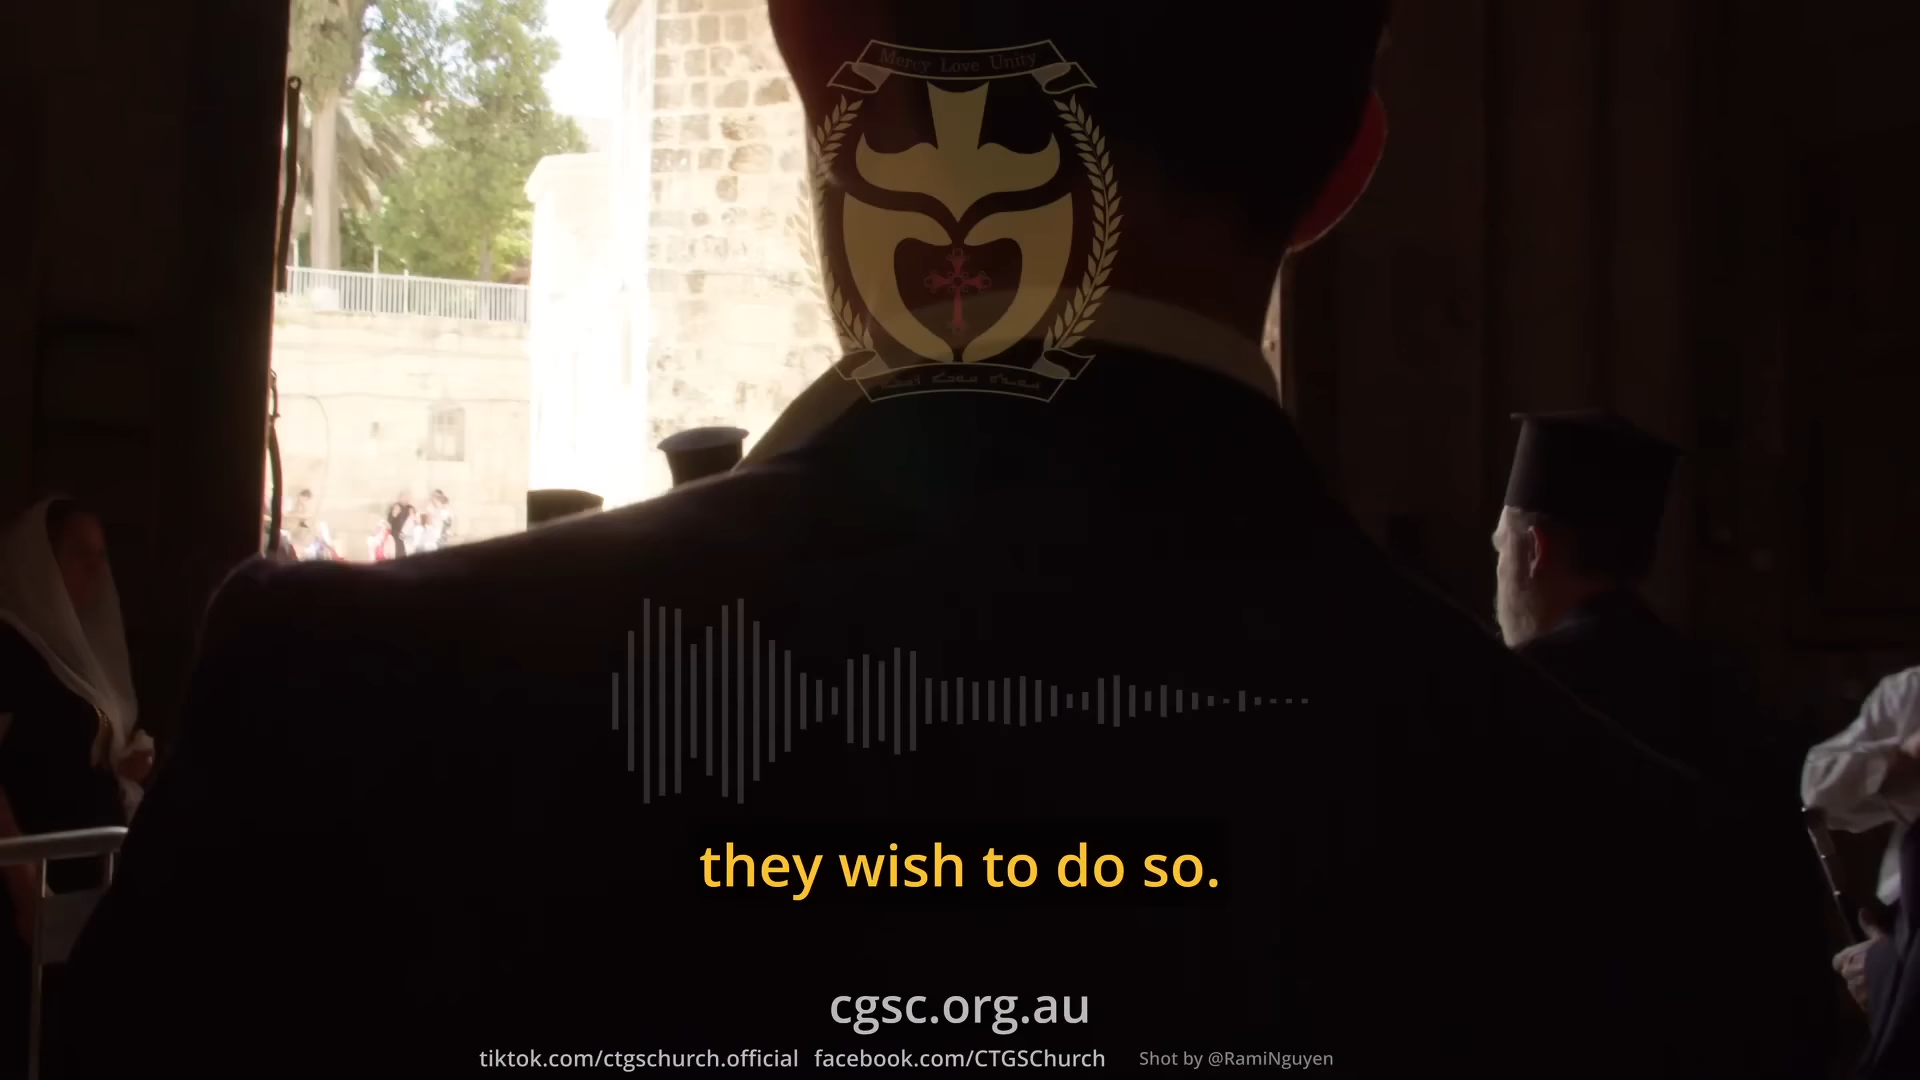 Mercy Love Unity
they wish to do so.
cgsc.org.au
tiktok.com/ctgschurch.official facebook.com/CTGSChurch Shot by @RamiNguyen